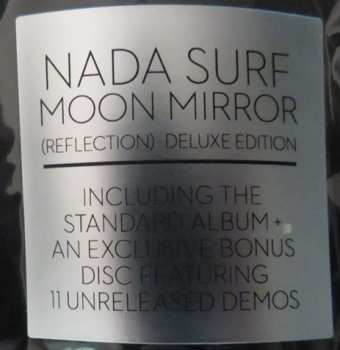 NADA SURF
MOON MIRROR
(REFLECTION) - DELUXE EDITION
INCLUDING THE
STANDARD ALBUM +
AN EXCLUSIVE BONUS
DISC FEATURING
11 UNRELEASED DEMOS